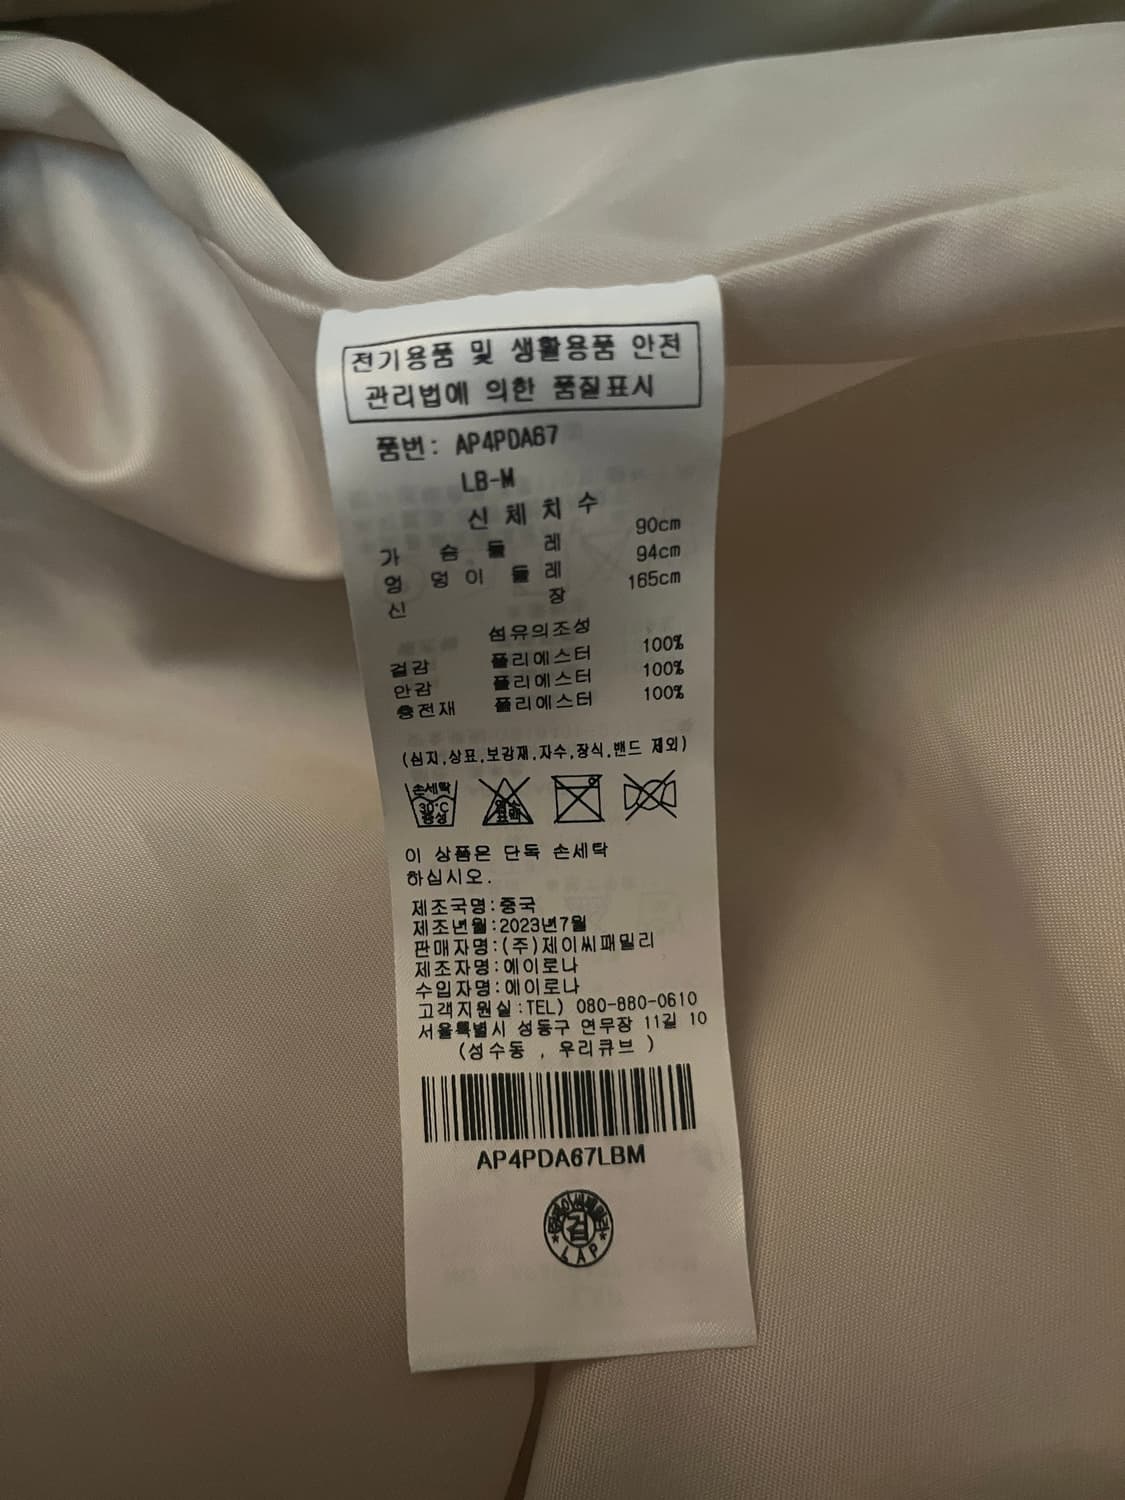 전기용품 및 생활용품 안전
관리법에 의한 품질표시
품번: AP4PDA67
LB-M
신체치수
가슴둘레 90cm
엉덩이둘레 94cm
신장 165cm
섬유의조성
겉감 폴리에스터 100%
안감 폴리에스터 100%
충전재 폴리에스터 100%
(심지,상표,보강재,자수,장식,밴드 제외)
손세탁
30℃
중성
이 상품은 단독 손세탁
하십시오.
제조국명:중국
제조년월:2023년7월
판매자명:(주)제이씨패밀리
제조자명:에이로나
수입자명:에이로나
고객지원실:TEL) 080-880-0610
서울특별시 성동구 연무장 11길 10
(성수동 , 우리큐브 )
AP4PDA67LBM
검
LAP